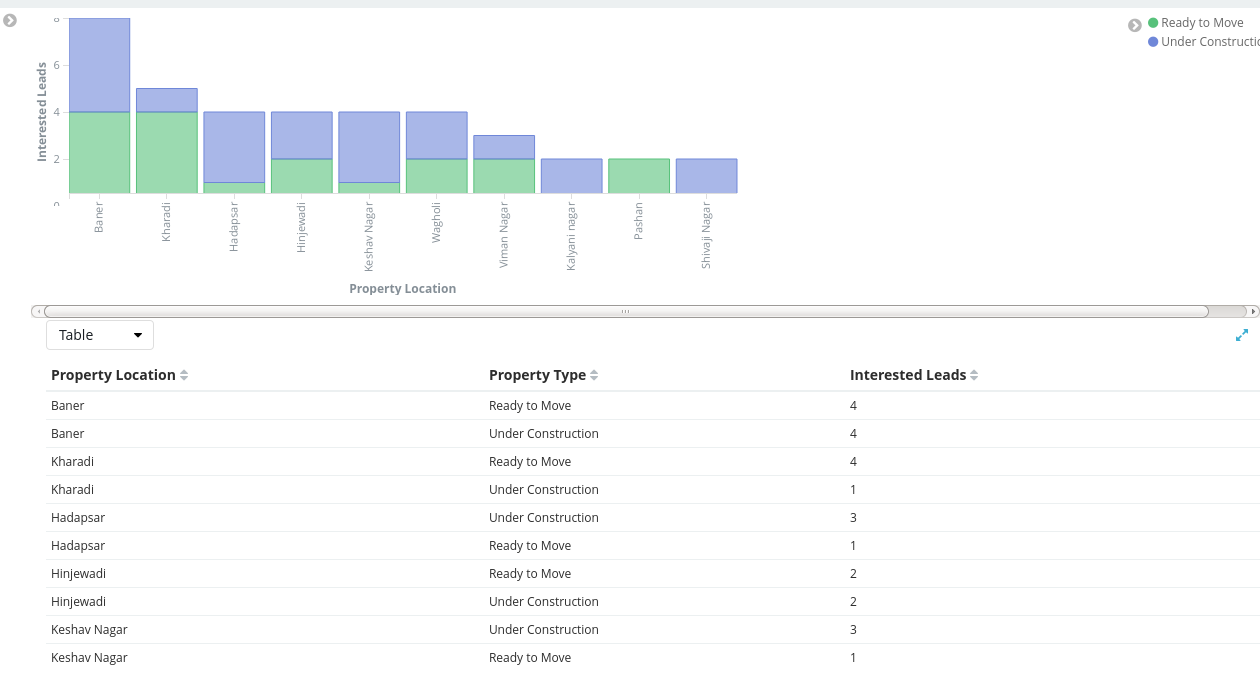 Ready to Move
Under Constructi
Interested Leads
8
6
4
2
0
Baner
Kharadi
Hadapsar
Hinjewadi
Keshav Nagar
Wagholi
Viman Nagar
Kalyani nagar
Pashan
Shivaji Nagar
Property Location
Table
Property Location Property Type Interested Leads
Baner Ready to Move 4
Baner Under Construction 4
Kharadi Ready to Move 4
Kharadi Under Construction 1
Hadapsar Under Construction 3
Hadapsar Ready to Move 1
Hinjewadi Ready to Move 2
Hinjewadi Under Construction 2
Keshav Nagar Under Construction 3
Keshav Nagar Ready to Move 1